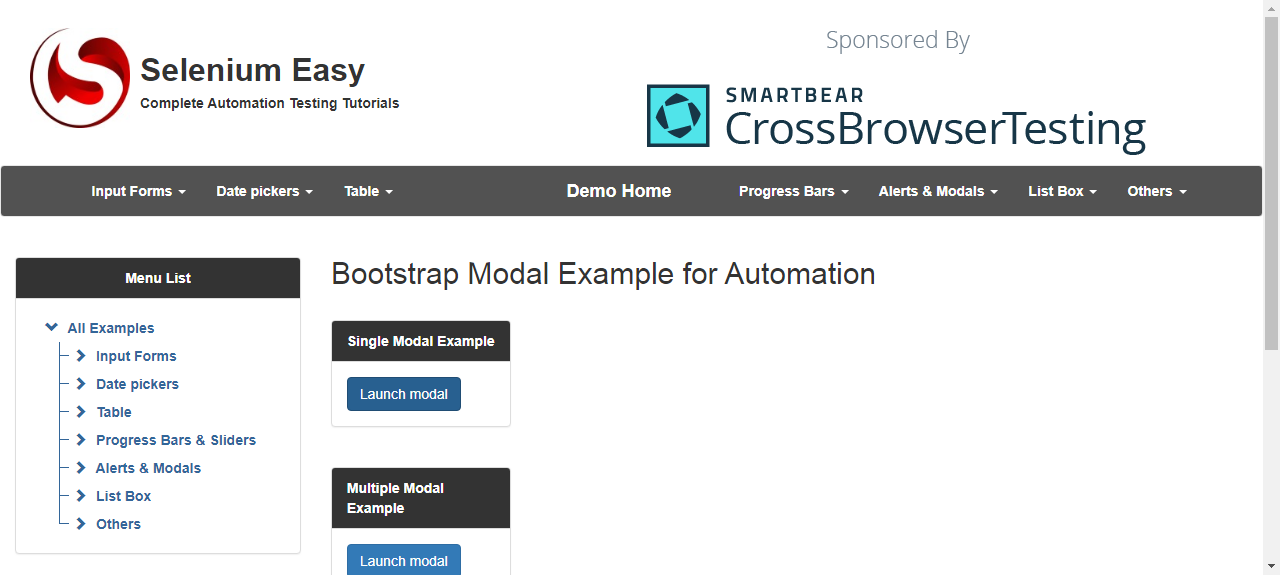 Selenium Easy
Complete Automation Testing Tutorials
Sponsored By
SMARTBEAR
CrossBrowserTesting
Input Forms Date pickers Table Demo Home Progress Bars Alerts & Modals List Box Others
Menu List
All Examples
Input Forms
Date pickers
Table
Progress Bars & Sliders
Alerts & Modals
List Box
Others
Bootstrap Modal Example for Automation
Single Modal Example
Launch modal
Multiple Modal
Example
Launch modal